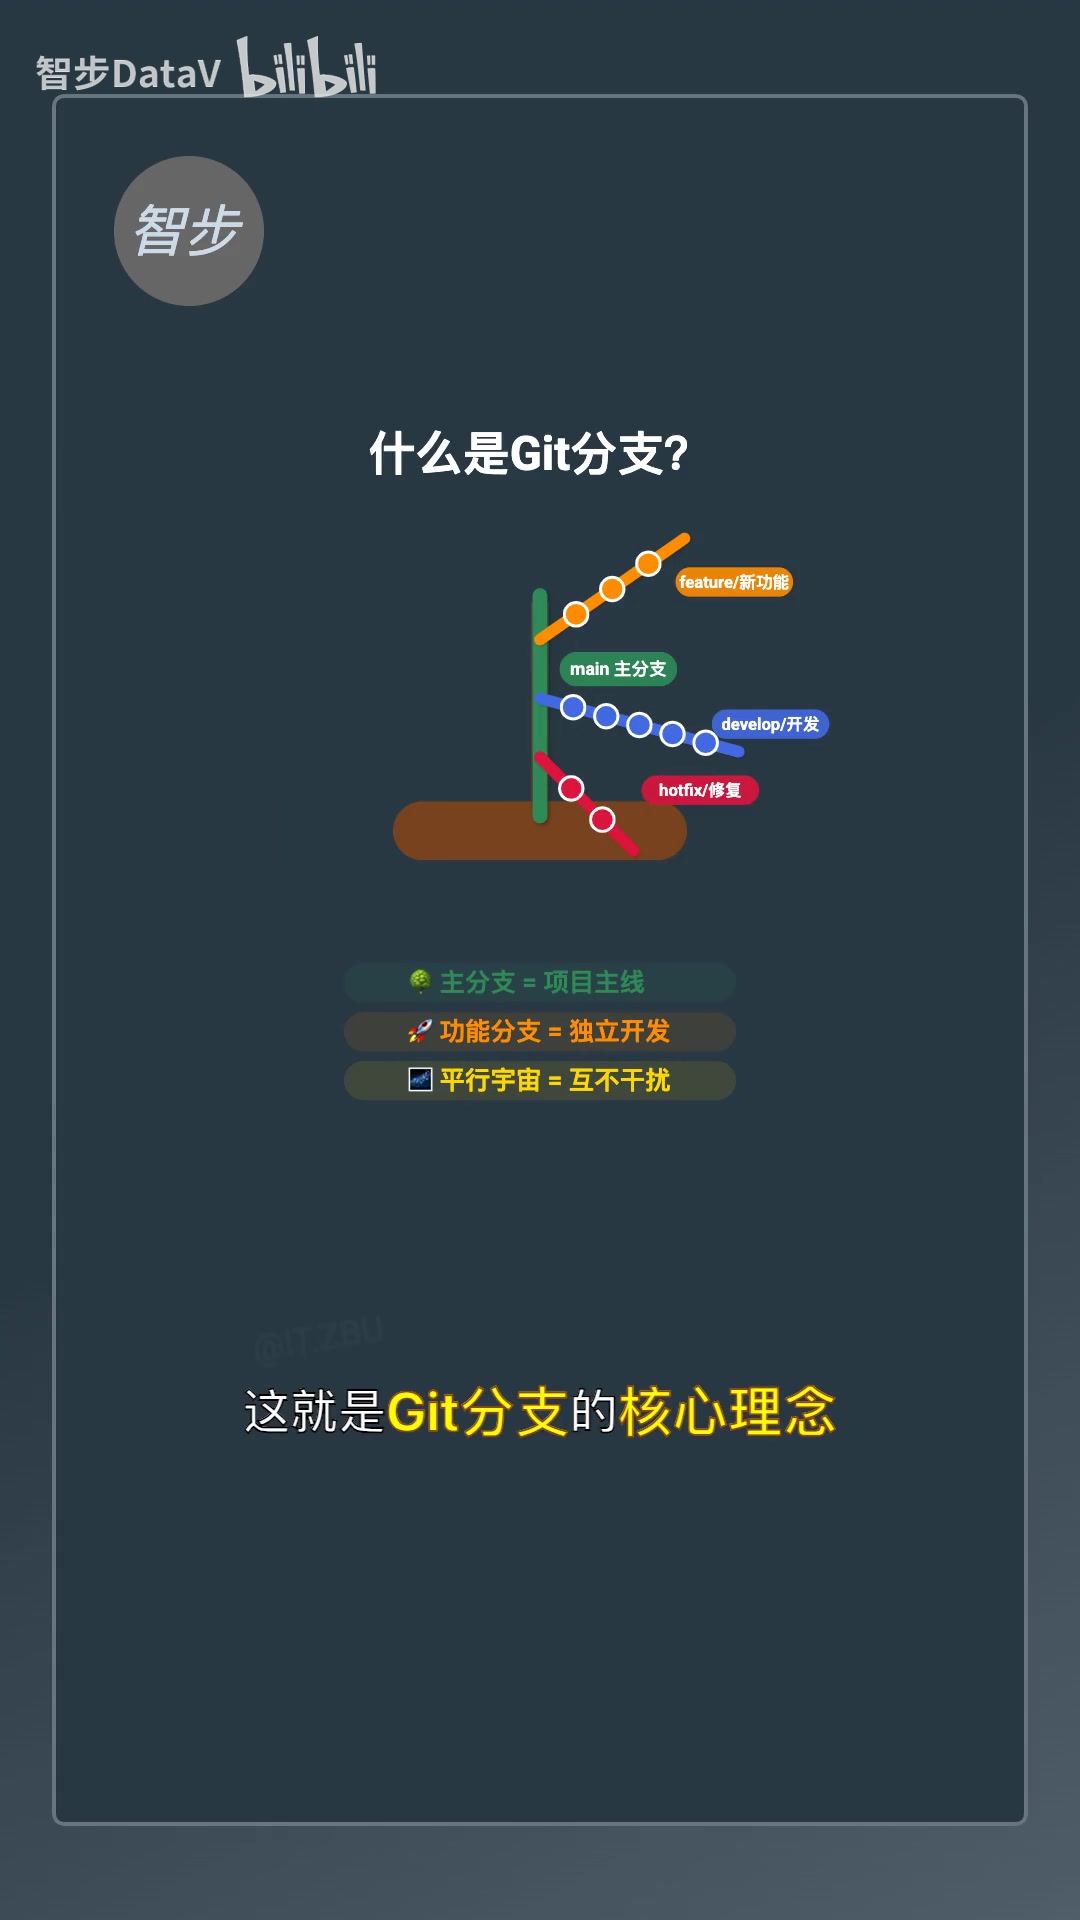 智步DataV bilibili
智步
什么是Git分支?
feature/新功能
main 主分支
develop/开发
hotfix/修复
🌳 主分支 = 项目主线
🚀 功能分支 = 独立开发
🌌 平行宇宙 = 互不干扰
@IT.ZBU
这就是Git分支的核心理念